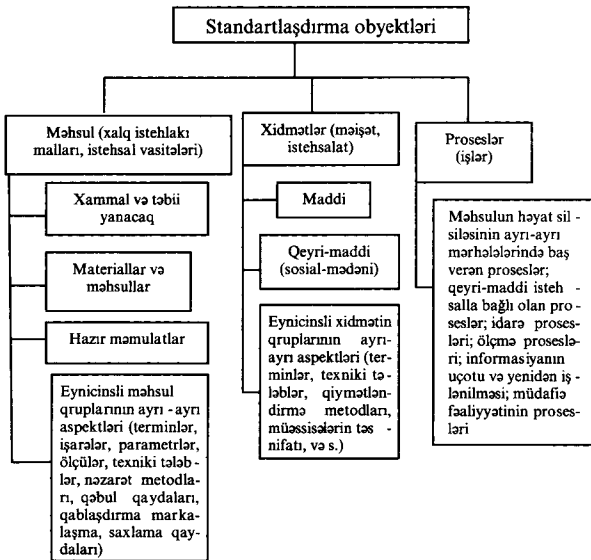 Standartlaşdırma obyektləri
Məhsul (xalq istehlakı
malları, istehsal vasitələri)
Xammal və təbii
yanacaq
Materiallar və
məhsullar
Hazır məmulatlar
Eynicinsli məhsul
qruplarının ayrı - ayrı
aspektləri (terminlər,
işarələr, parametrlər,
ölçülər, texniki tələb-
lər, nəzarət metodla-
rı, qəbul qaydaları,
qablaşdırma marka-
laşma, saxlama qay-
daları)
Xidmətlər (məişət,
istehsalat)
Maddi
Qeyri-maddi
(sosial-mədəni)
Eynicinsli xidmətin
qruplarının ayrı-
ayrı aspektləri (ter-
minlər, texniki tə-
ləblər, qiymətlən-
dirmə metodları,
müəssisələrin təs -
nifatı, və s.)
Proseslər
(işlər)
Məhsulun həyat sil -
siləsinin ayrı-ayrı
mərhələlərində baş
verən proseslər;
qeyri-maddi isteh -
salla bağlı olan pro -
seslər; idarə proses-
ləri; ölçmə proseslə-
ri; informasiyanın
uçotu və yenidən iş -
lənilməsi; müdafiə
fəaliyyətinin proses-
ləri